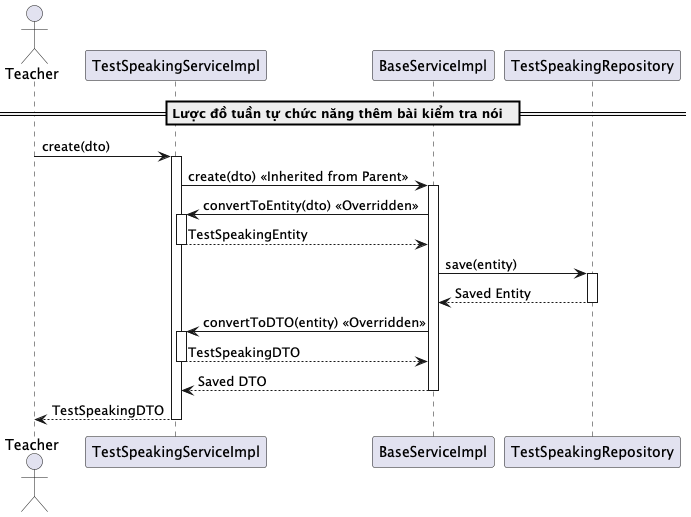 Teacher
TestSpeakingServiceImpl
BaseServiceImpl
TestSpeakingRepository
Lược đồ tuần tự chức năng thêm bài kiểm tra nói
create(dto)
create(dto) «Inherited from Parent»
convertToEntity(dto) «Overridden»
TestSpeakingEntity
save(entity)
Saved Entity
convertToDTO(entity) «Overridden»
TestSpeakingDTO
Saved DTO
TestSpeakingDTO
Teacher
TestSpeakingServiceImpl
BaseServiceImpl
TestSpeakingRepository